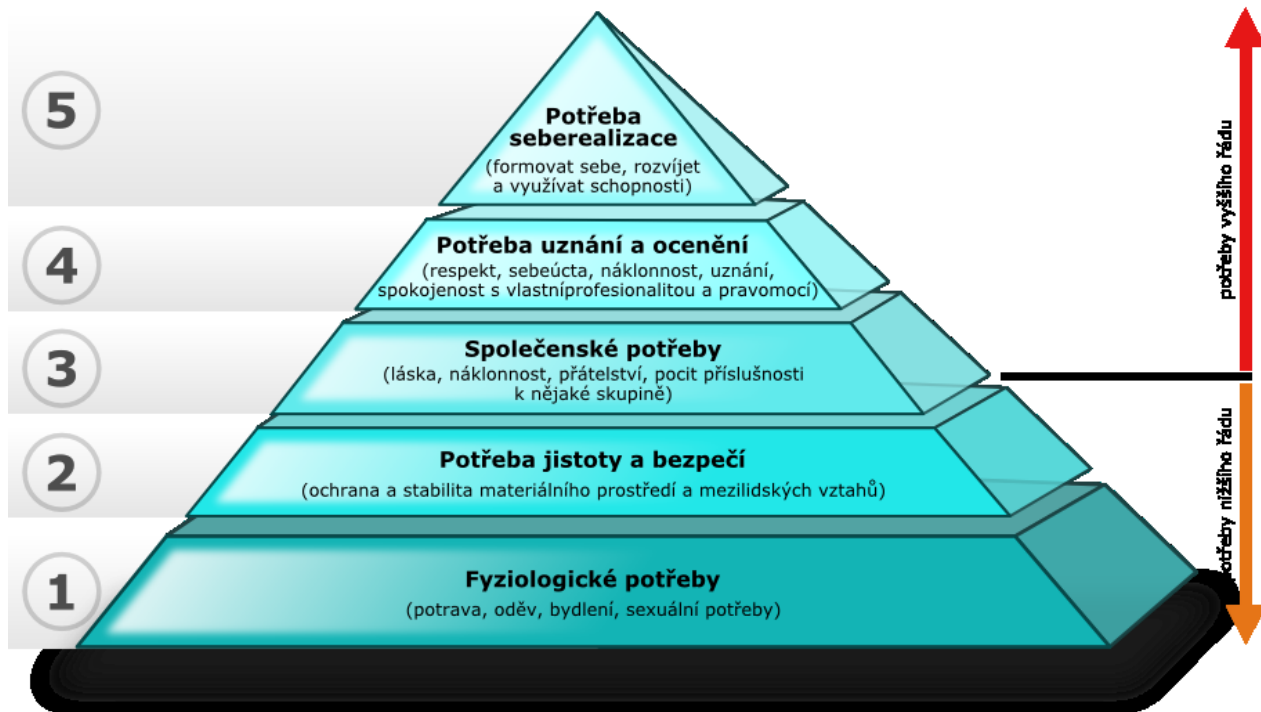 5
Potřeba
seberealizace
(formovat sebe, rozvíjet
a využívat schopnosti)
4
Potřeba uznání a ocenění
(respekt, sebeúcta, náklonnost, uznání,
spokojenost s vlastníprofesionalitou a pravomocí)
3
Společenské potřeby
(láska, náklonnost, přátelství, pocit příslušnosti
k nějaké skupině)
2
Potřeba jistoty a bezpečí
(ochrana a stabilita materiálního prostředí a mezilidských vztahů)
1
Fyziologické potřeby
(potrava, oděv, bydlení, sexuální potřeby)
potřeby vyššího řádu
potřeby nižšího řádu